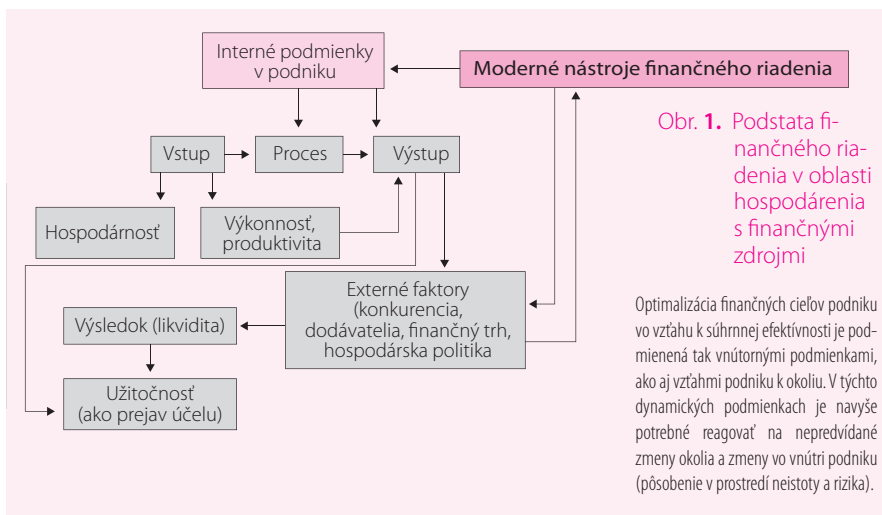 Interné podmienky
v podniku
Moderné nástroje finančného riadenia
Vstup
Proces
Výstup
Hospodárnosť
Výkonnosť,
produktivita
Externé faktory
(konkurencia,
dodávatelia, finančný trh,
hospodárska politika
Výsledok (likvidita)
Užitočnosť
(ako prejav účelu)
Obr. 1. Podstata fi-
nančného ria-
denia v oblasti
hospodárenia
s finančnými
zdrojmi
Optimalizácia finančných cieľov podniku
vo vzťahu k súhrnnej efektívnosti je pod-
mienená tak vnútornými podmienkami,
ako aj vzťahmi podniku k okoliu. V týchto
dynamických podmienkach je navyše
potrebné reagovať na nepredvídané
zmeny okolia a zmeny vo vnútri podniku
(pôsobenie v prostredí neistoty a rizika).